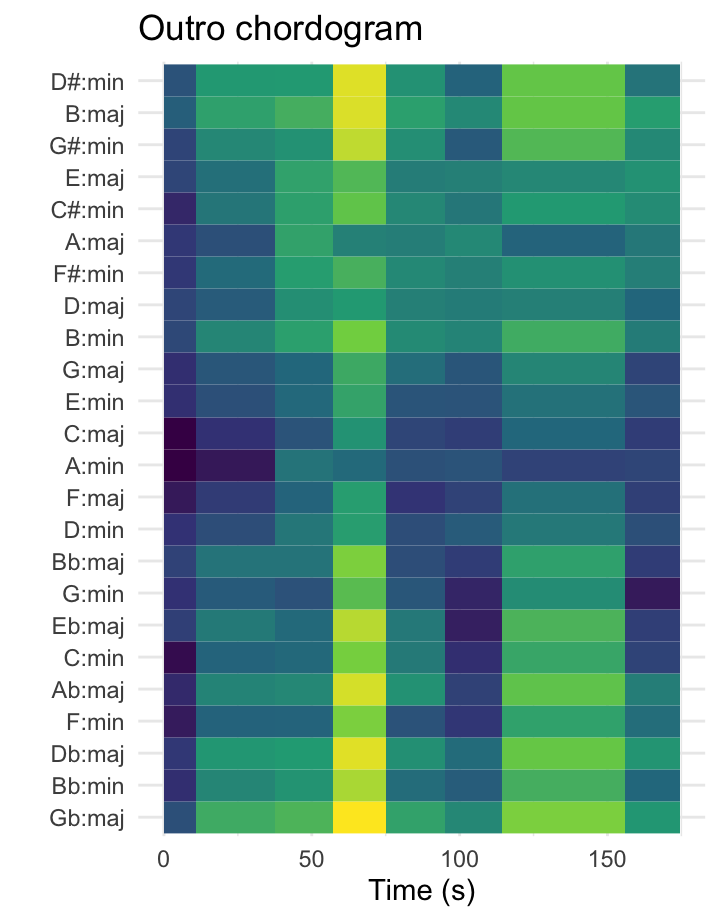 Outro chordogram
D#:min
B:maj
G#:min
E:maj
C#:min
A:maj
F#:min
D:maj
B:min
G:maj
E:min
C:maj
A:min
F:maj
D:min
Bb:maj
G:min
Eb:maj
C:min
Ab:maj
F:min
Db:maj
Bb:min
Gb:maj
0 50 100 150
Time (s)